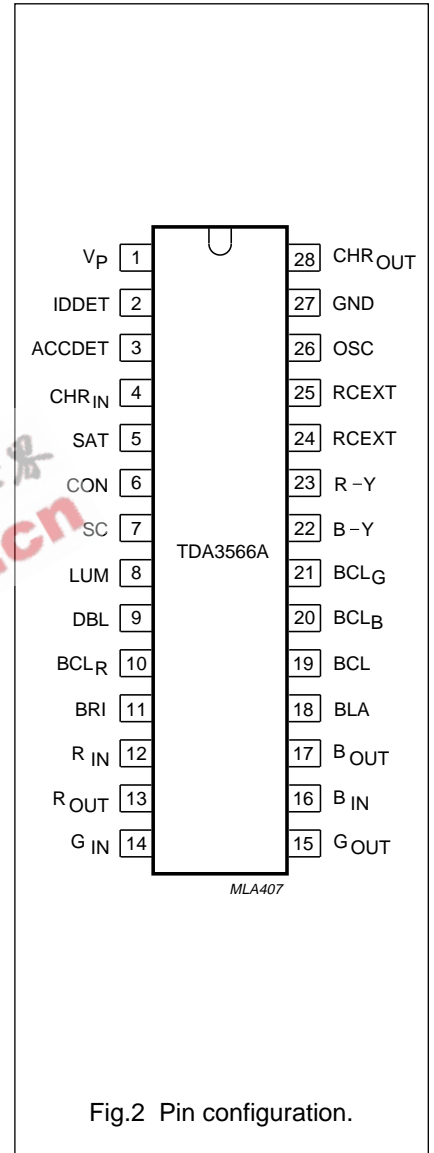 VP 1 28 CHROUT
IDDET 2 27 GND
ACCDET 3 26 OSC
CHRIN 4 25 RCEXT
SAT 5 24 RCEXT
CON 6 23 R–Y
SC 7 22 B–Y
TDA3566A
LUM 8 21 BCLG
DBL 9 20 BCLB
BCLR 10 19 BCL
BRI 11 18 BLA
R IN 12 17 BOUT
ROUT 13 16 B IN
G IN 14 15 GOUT
MLA407
Fig.2 Pin configuration.